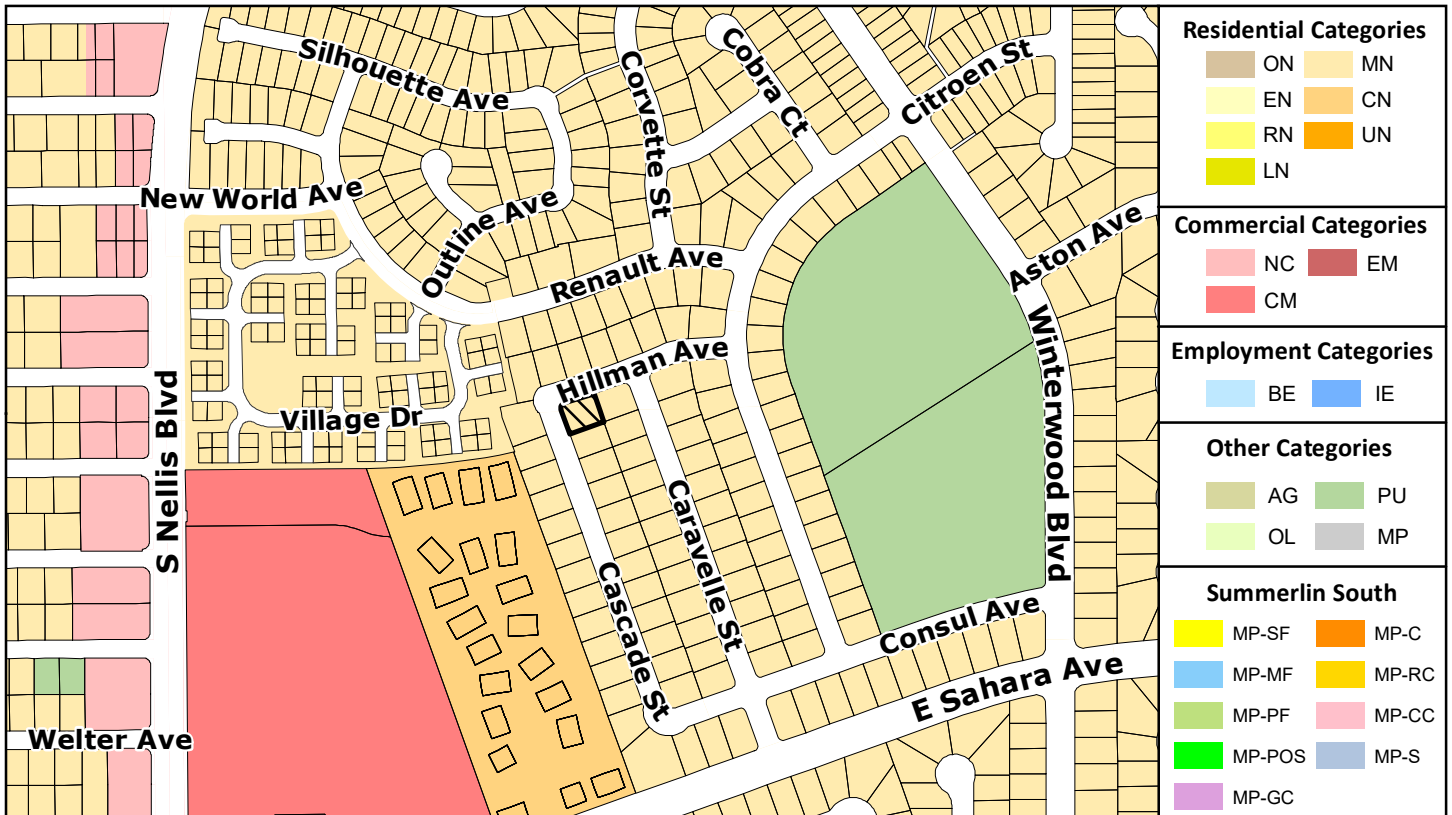 Silhouette Ave
Corvette St
Cobra Ct
Citroen St
New World Ave
Outline Ave
Renault Ave
Aston Ave
Hillman Ave
Winterwood Blvd
S Nellis Blvd
Village Dr
Caravelle St
Cascade St
Consul Ave
E Sahara Ave
Welter Ave
Residential Categories
ON MN
EN CN
RN UN
LN
Commercial Categories
NC EM
CM
Employment Categories
BE IE
Other Categories
AG PU
OL MP
Summerlin South
MP-SF MP-C
MP-MF MP-RC
MP-PF MP-CC
MP-POS MP-S
MP-GC